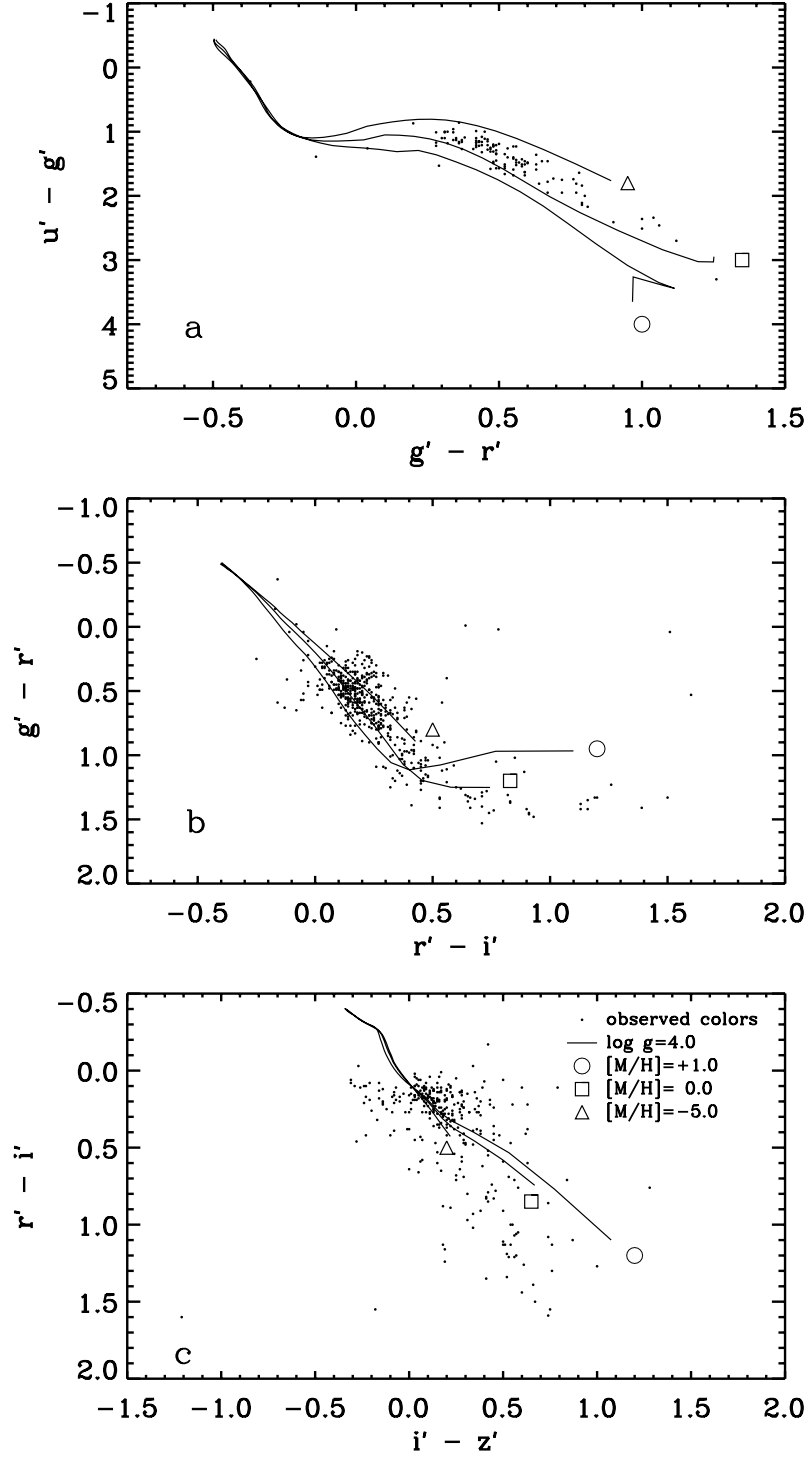 −1
0
1
2
3
4
5
u′ − g′
a
−0.5 0.0 0.5 1.0 1.5
g′ − r′
−1.0
−0.5
0.0
0.5
1.0
1.5
2.0
g′ − r′
b
−0.5 0.0 0.5 1.0 1.5 2.0
r′ − i′
−0.5
0.0
0.5
1.0
1.5
2.0
r′ − i′
observed colors
log g=4.0
[M/H]=+1.0
[M/H]= 0.0
[M/H]=−5.0
c
−1.5 −1.0 −0.5 0.0 0.5 1.0 1.5 2.0
i′ − z′